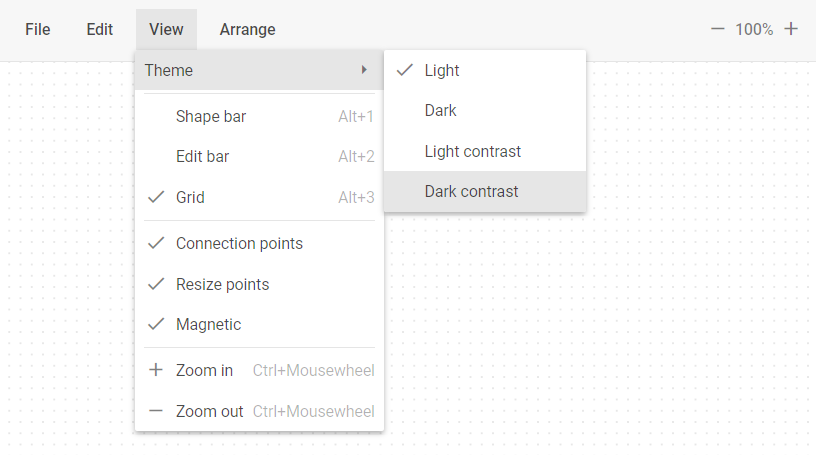 File Edit View Arrange − 100% +
Theme
Shape bar Alt+1
Edit bar Alt+2
Grid Alt+3
Connection points
Resize points
Magnetic
Zoom in Ctrl+Mousewheel
Zoom out Ctrl+Mousewheel
Light
Dark
Light contrast
Dark contrast